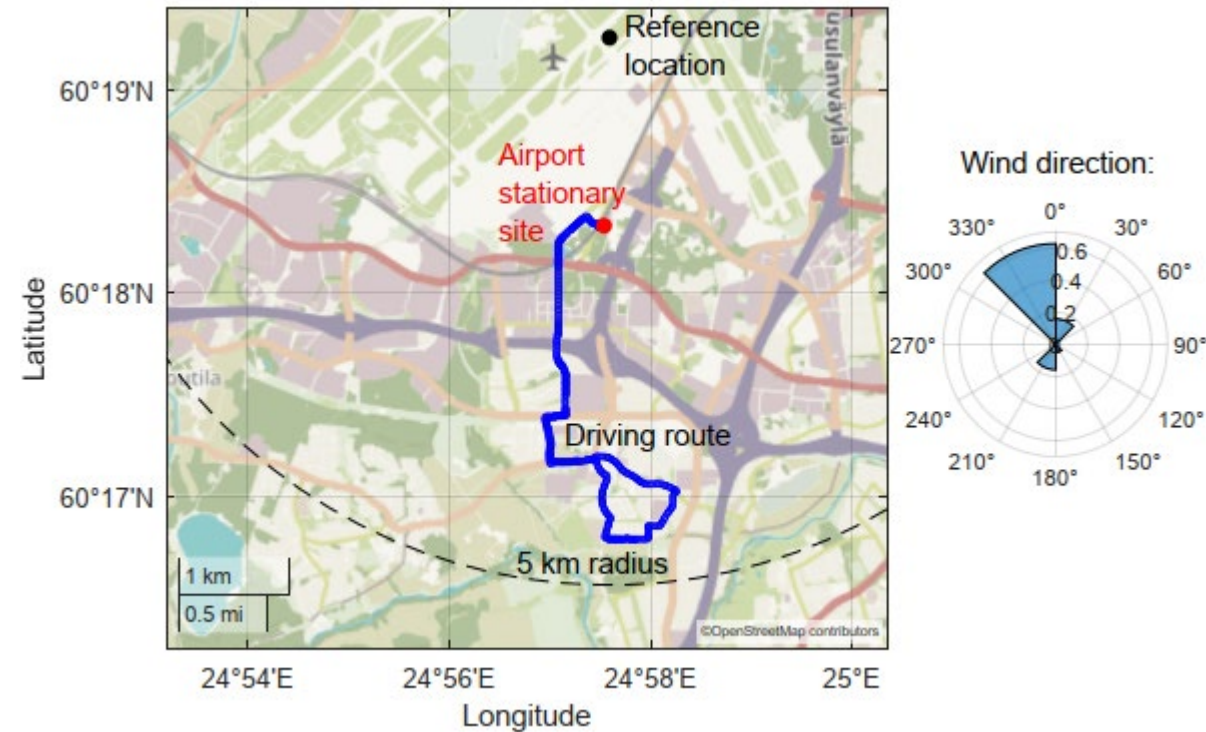 Reference
location
usulanväylä
60°19'N
Airport
stationary
site
60°18'N
Latitude
outila
Driving route
60°17'N
5 km radius
1 km
0.5 mi
©OpenStreetMap contributors
24°54'E
24°56'E
24°58'E
25°E
Longitude
Wind direction:
0°
330°
30°
0.6
300°
60°
0.4
0.2
270°
90°
240°
120°
210°
150°
180°